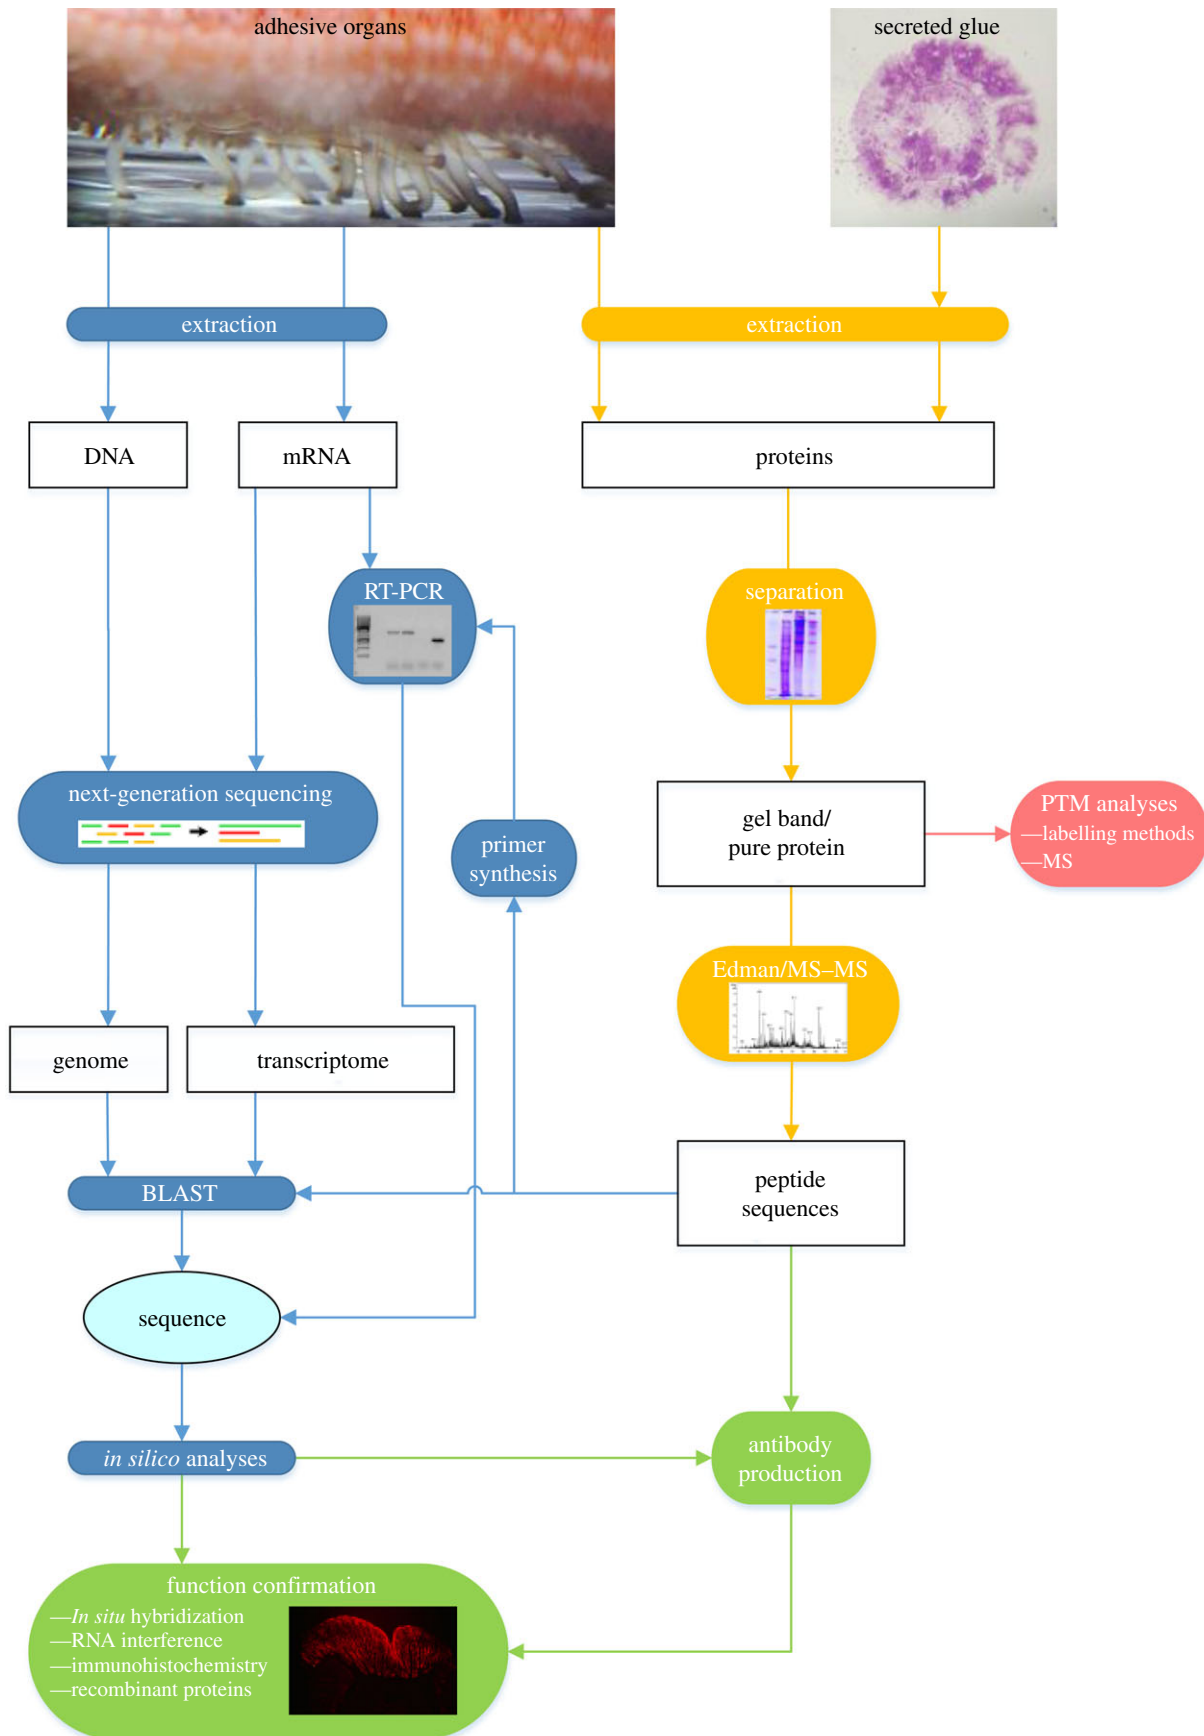 adhesive organs
secreted glue
extraction
extraction
DNA
mRNA
proteins
RT-PCR
separation
next-generation sequencing
primer
synthesis
gel band/
pure protein
PTM analyses
—labelling methods
—MS
Edman/MS–MS
genome
transcriptome
BLAST
peptide
sequences
sequence
in silico analyses
antibody
production
function confirmation
—In situ hybridization
—RNA interference
—immunohistochemistry
—recombinant proteins